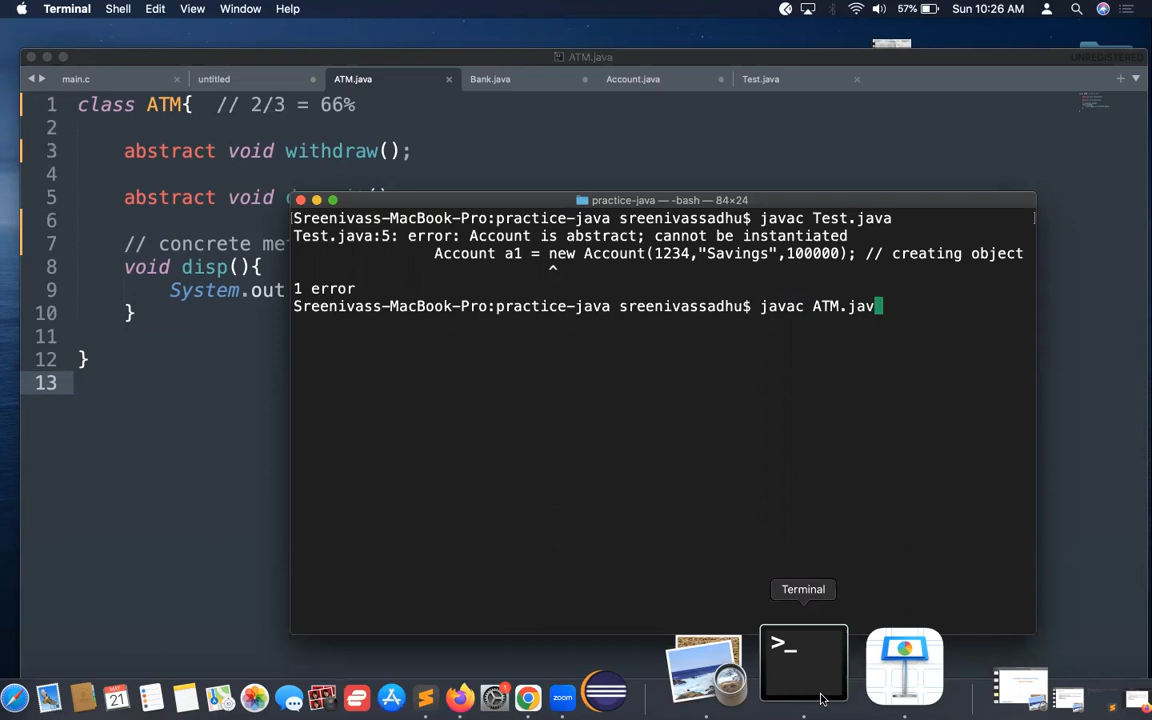 Terminal Shell Edit View Window Help 57% Sun 10:26 AM
ATM.java
UNREGISTERED
main.c untitled ATM.java Bank.java Account.java Test.java
1 class ATM{ // 2/3 = 66%
2
3 abstract void withdraw();
4
5 abstract void
6
7 // concrete me
8 void disp(){
9 System.out
10 }
11
12 }
13
practice-java — -bash — 84×24
Sreenivass-MacBook-Pro:practice-java sreenivassadhu$ javac Test.java
Test.java:5: error: Account is abstract; cannot be instantiated
Account a1 = new Account(1234,"Savings",100000); // creating object
^
1 error
Sreenivass-MacBook-Pro:practice-java sreenivassadhu$ javac ATM.jav
Terminal
>_
MAY
21
zoom